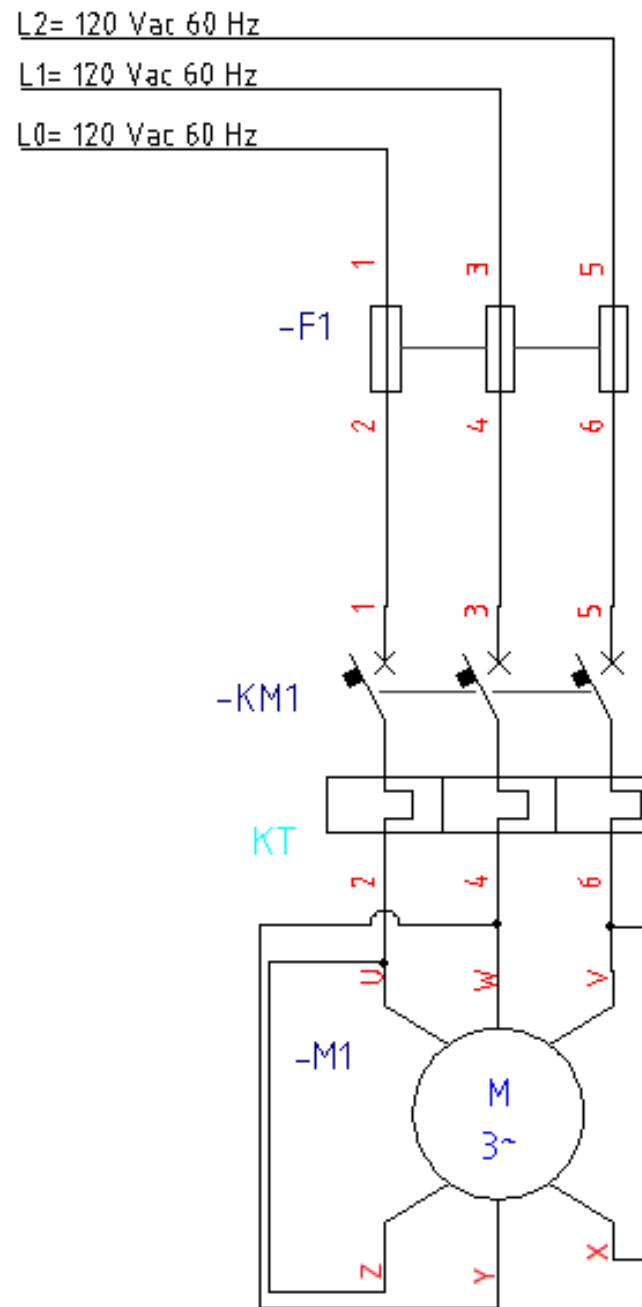 L2= 120 Vac 60 Hz
L1= 120 Vac 60 Hz
L0= 120 Vac 60 Hz
1 3 5
-F1
2 4 6
1 3 5
-KM1
KT
2 4 6
U W V
-M1
M
3~
Z Y X